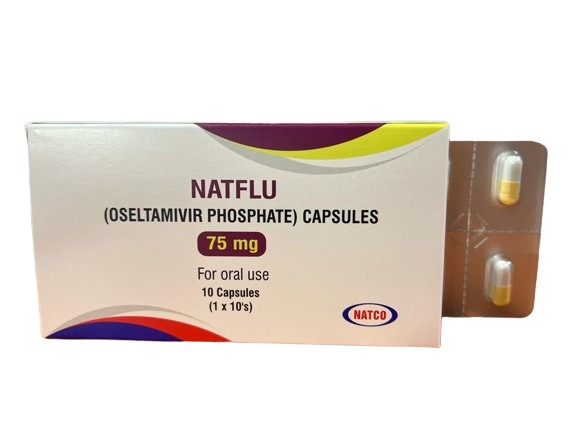 NATFLU
(OSELTAMIVIR PHOSPHATE) CAPSULES
75 mg
For oral use
10 Capsules
(1 x 10's)
NATCO